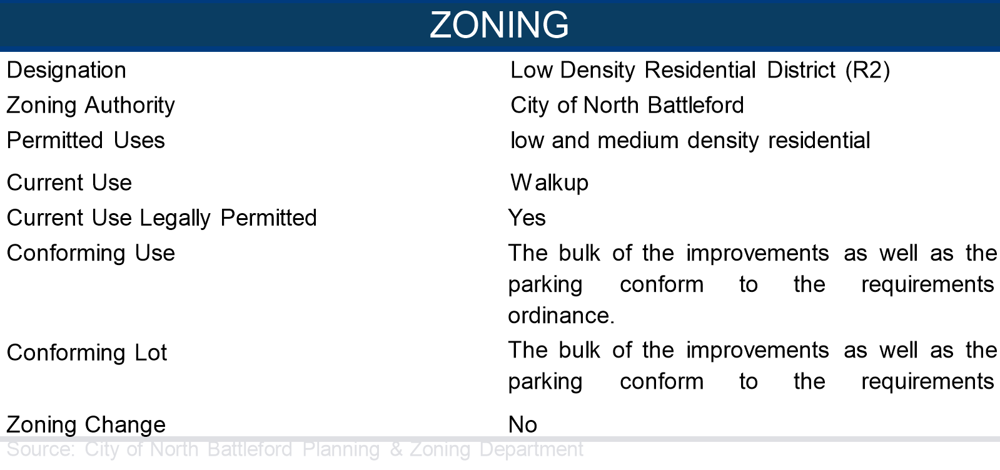 ZONING
Designation Low Density Residential District (R2)
Zoning Authority City of North Battleford
Permitted Uses low and medium density residential
Current Use Walkup
Current Use Legally Permitted Yes
Conforming Use The bulk of the improvements as well as the
parking conform to the requirements
ordinance.
Conforming Lot The bulk of the improvements as well as the
parking conform to the requirements
Zoning Change No
Source: City of North Battleford Planning & Zoning Department